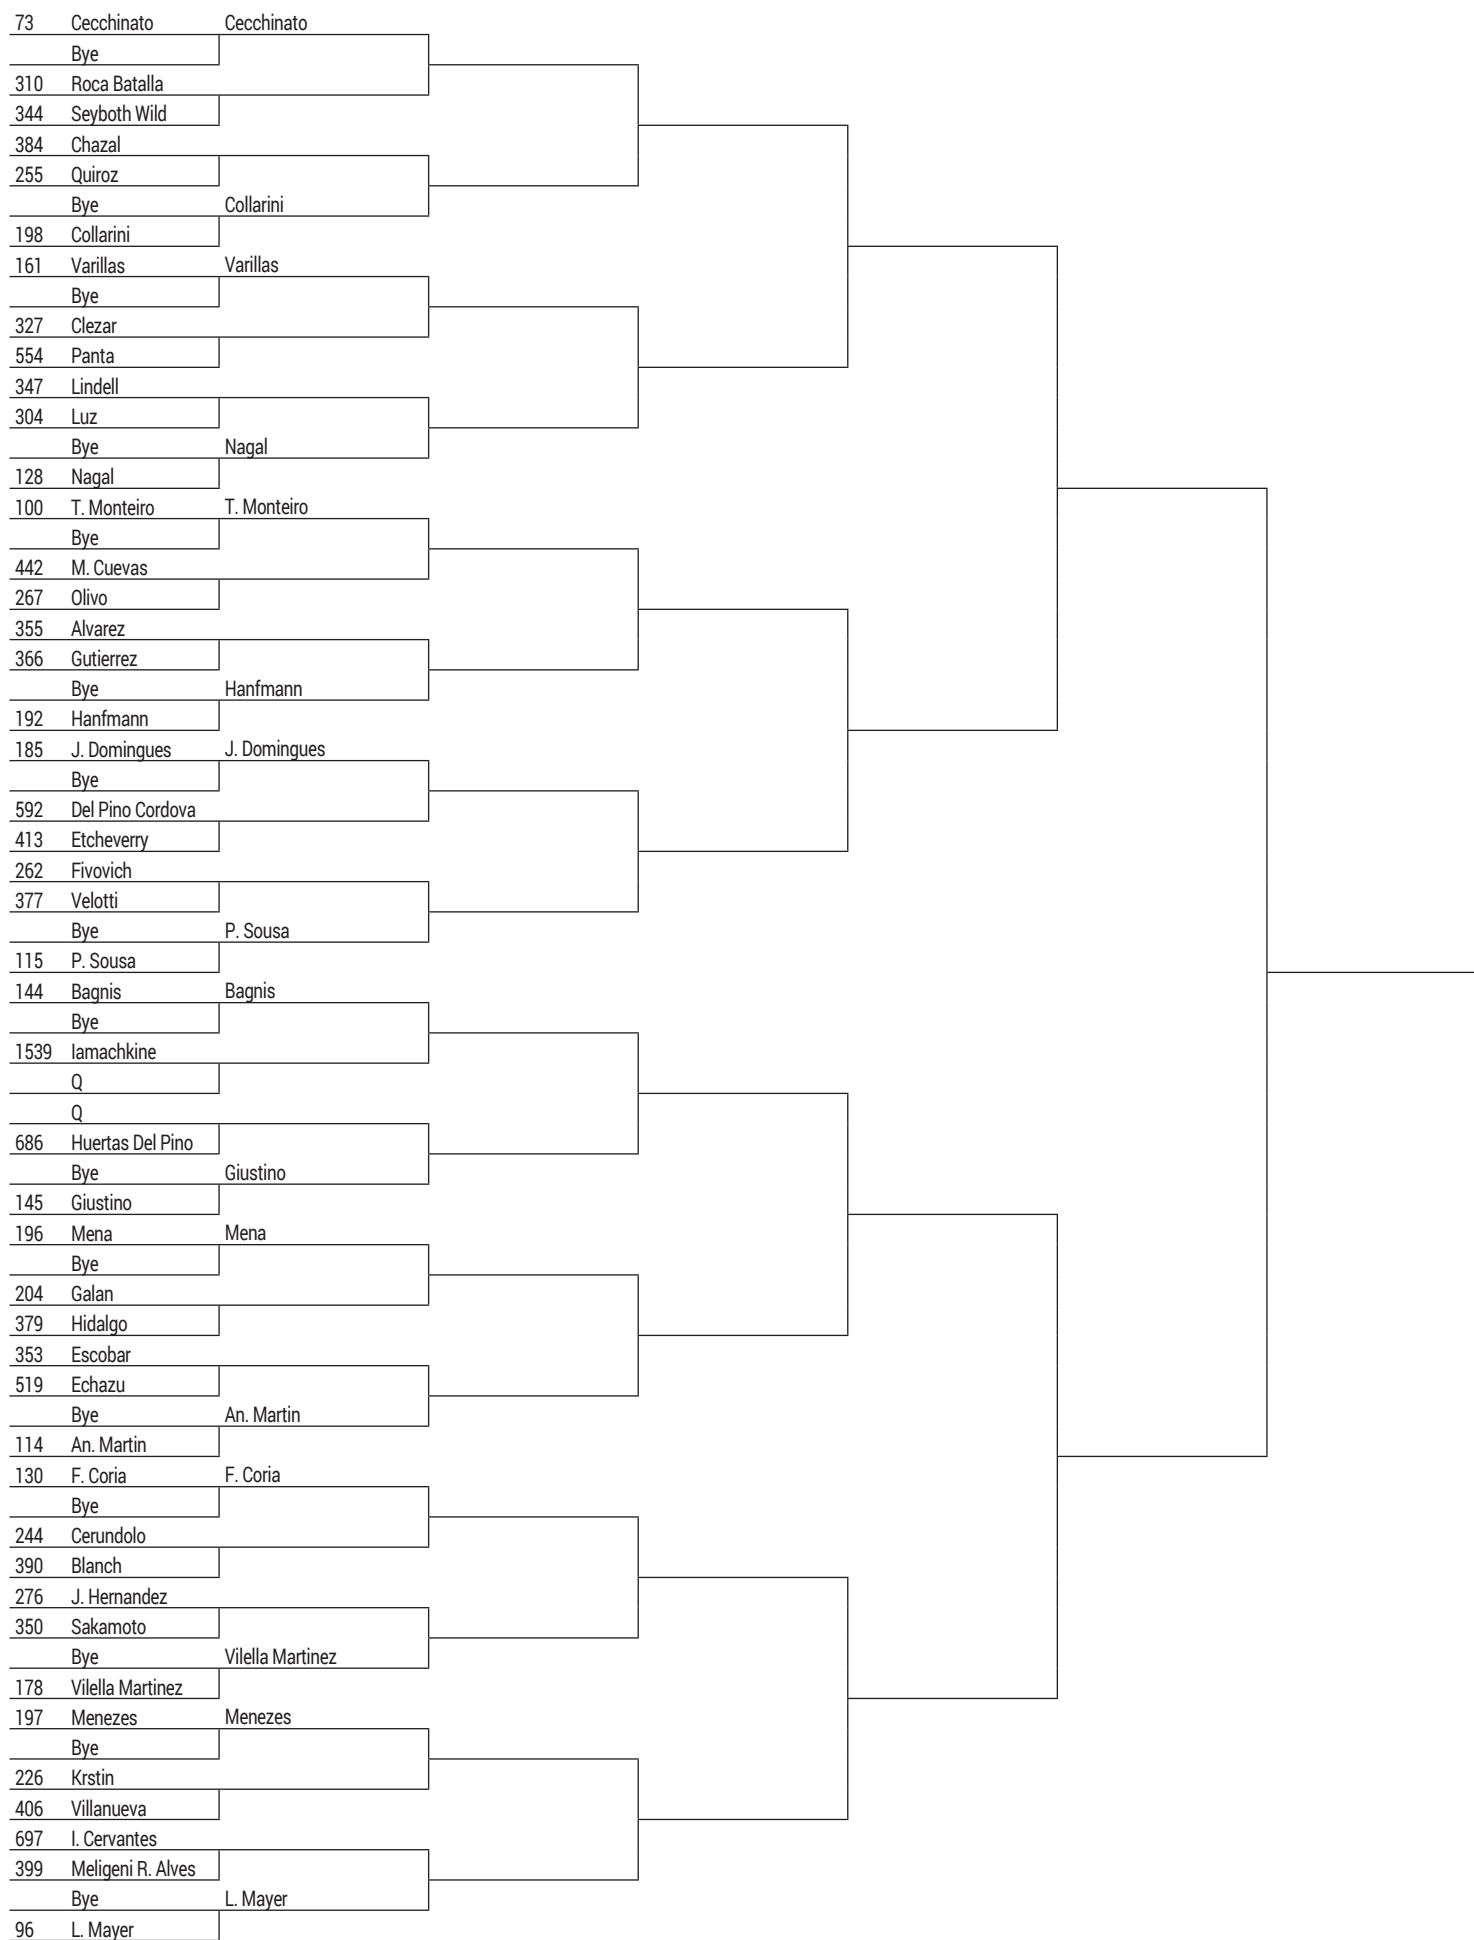 73 Cecchinato Cecchinato
Bye
310 Roca Batalla
344 Seyboth Wild
384 Chazal
255 Quiroz
Bye Collarini
198 Collarini
161 Varillas Varillas
Bye
327 Clezar
554 Panta
347 Lindell
304 Luz
Bye Nagal
128 Nagal
100 T. Monteiro T. Monteiro
Bye
442 M. Cuevas
267 Olivo
355 Alvarez
366 Gutierrez
Bye Hanfmann
192 Hanfmann
185 J. Domingues J. Domingues
Bye
592 Del Pino Cordova
413 Etcheverry
262 Fivovich
377 Velotti
Bye P. Sousa
115 P. Sousa
144 Bagnis Bagnis
Bye
1539 Iamachkine
Q
Q
686 Huertas Del Pino
Bye Giustino
145 Giustino
196 Mena Mena
Bye
204 Galan
379 Hidalgo
353 Escobar
519 Echazu
Bye An. Martin
114 An. Martin
130 F. Coria F. Coria
Bye
244 Cerundolo
390 Blanch
276 J. Hernandez
350 Sakamoto
Bye Vilella Martinez
178 Vilella Martinez
197 Menezes Menezes
Bye
226 Krstin
406 Villanueva
697 I. Cervantes
399 Meligeni R. Alves
Bye L. Mayer
96 L. Mayer